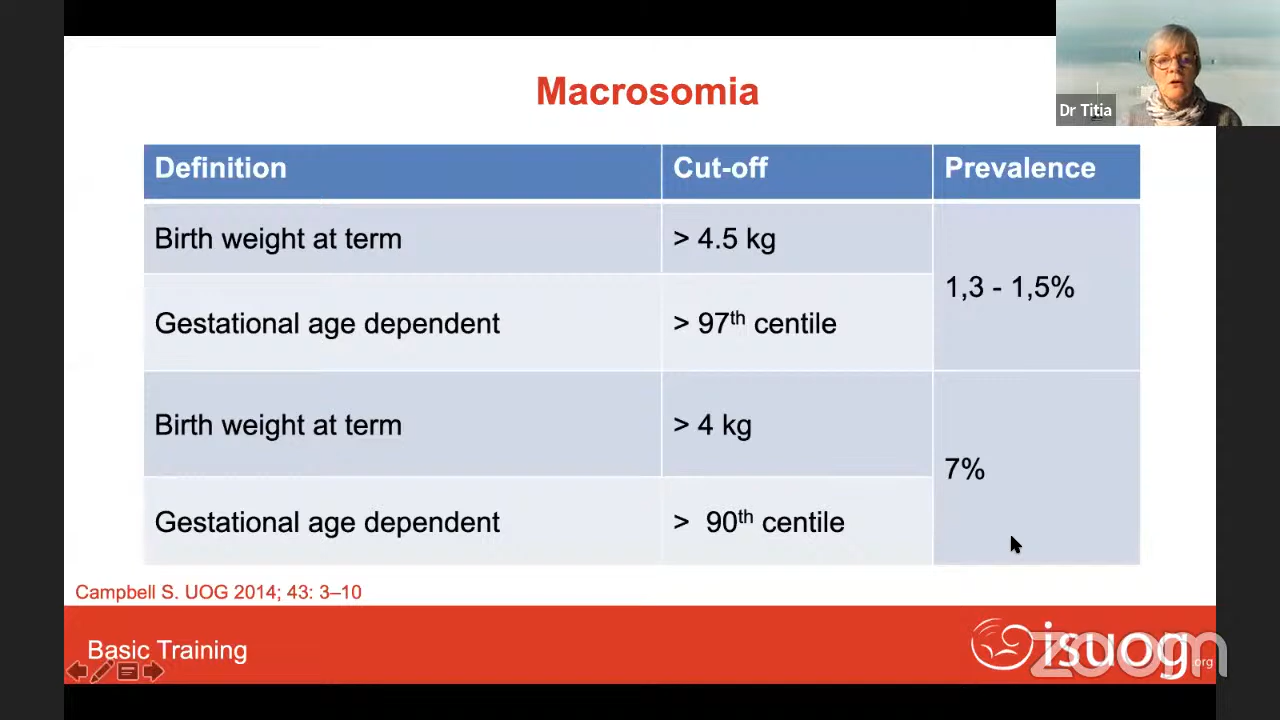 Macrosomia
Dr Titia
Definition Cut-off Prevalence
Birth weight at term > 4.5 kg
1,3 - 1,5%
Gestational age dependent > 97th centile
Birth weight at term > 4 kg
7%
Gestational age dependent > 90th centile
Campbell S. UOG 2014; 43: 3–10
Basic Training
isuog.org
zoom